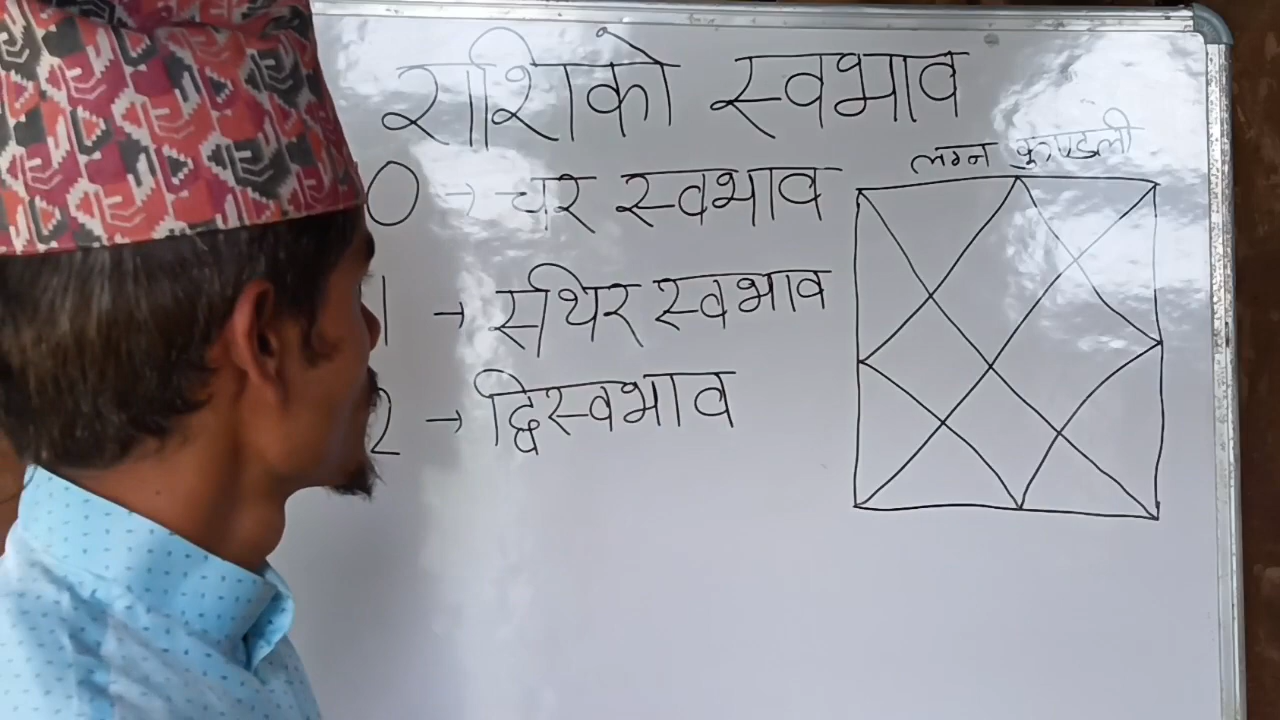 राशिको स्वभाव
लग्न कुण्डली
0 → चर स्वभाव
1 → स्थिर स्वभाव
2 → द्विस्वभाव